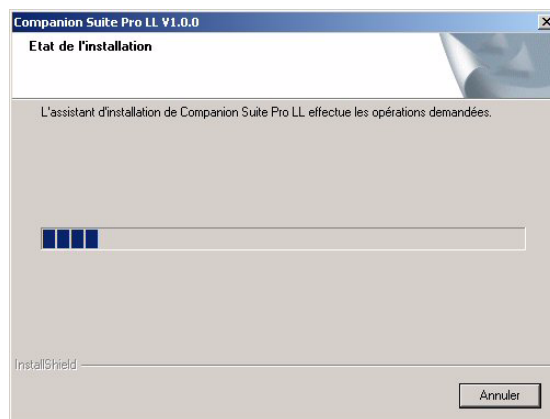 Companion Suite Pro LL V1.0.0
Etat de l'installation
L'assistant d'installation de Companion Suite Pro LL effectue les opérations demandées.
InstallShield
Annuler